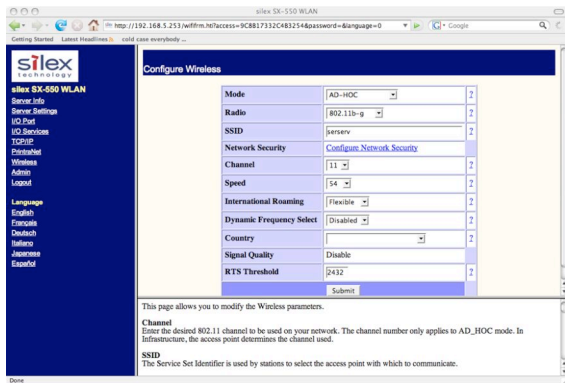 silex SX-550 WLAN
http://192.168.5.253/wififrm.htl?access=9C8B17332C483254&password=&language=0
Google
Getting Started
Latest Headlines
cold case everybody ...
silex
technology
Configure Wireless
silex SX-550 WLAN
Server Info
Server Settings
I/O Port
I/O Services
TCP/IP
PrintraNet
Wireless
Admin
Logout
Language
English
Français
Deutsch
Italiano
Japanese
Español
Mode AD-HOC ?
Radio 802.11b-g ?
SSID serserv ?
Network Security Configure Network Security
Channel 11 ?
Speed 54 ?
International Roaming Flexible ?
Dynamic Frequency Select Disabled ?
Country ?
Signal Quality Disable
RTS Threshold 2432 ?
Submit
This page allows you to modify the Wireless parameters.
Channel
Enter the desired 802.11 channel to be used on your network. The channel number only applies to AD_HOC mode. In
Infrastructure, the access point determines the channel used.
SSID
The Service Set Identifier is used by stations to select the access point with which to communicate.
Done